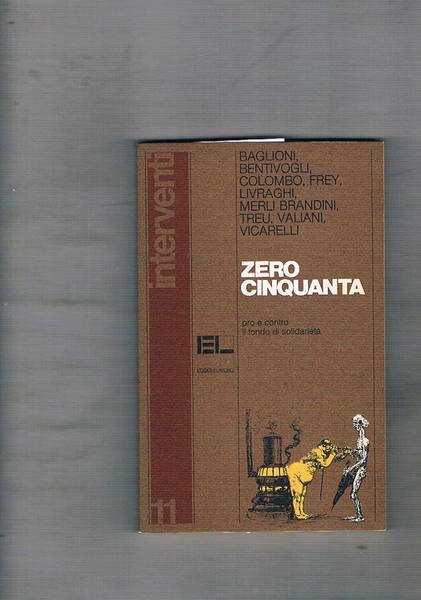 interventi
11
BAGLIONI,
BENTIVOGLI,
COLOMBO, FREY,
LIVRAGHI,
MERLI BRANDINI,
TREU, VALIANI,
VICARELLI
ZERO
CINQUANTA
pro e contro
il fondo di solidarietà
EL
EDIZIONI LAVORO